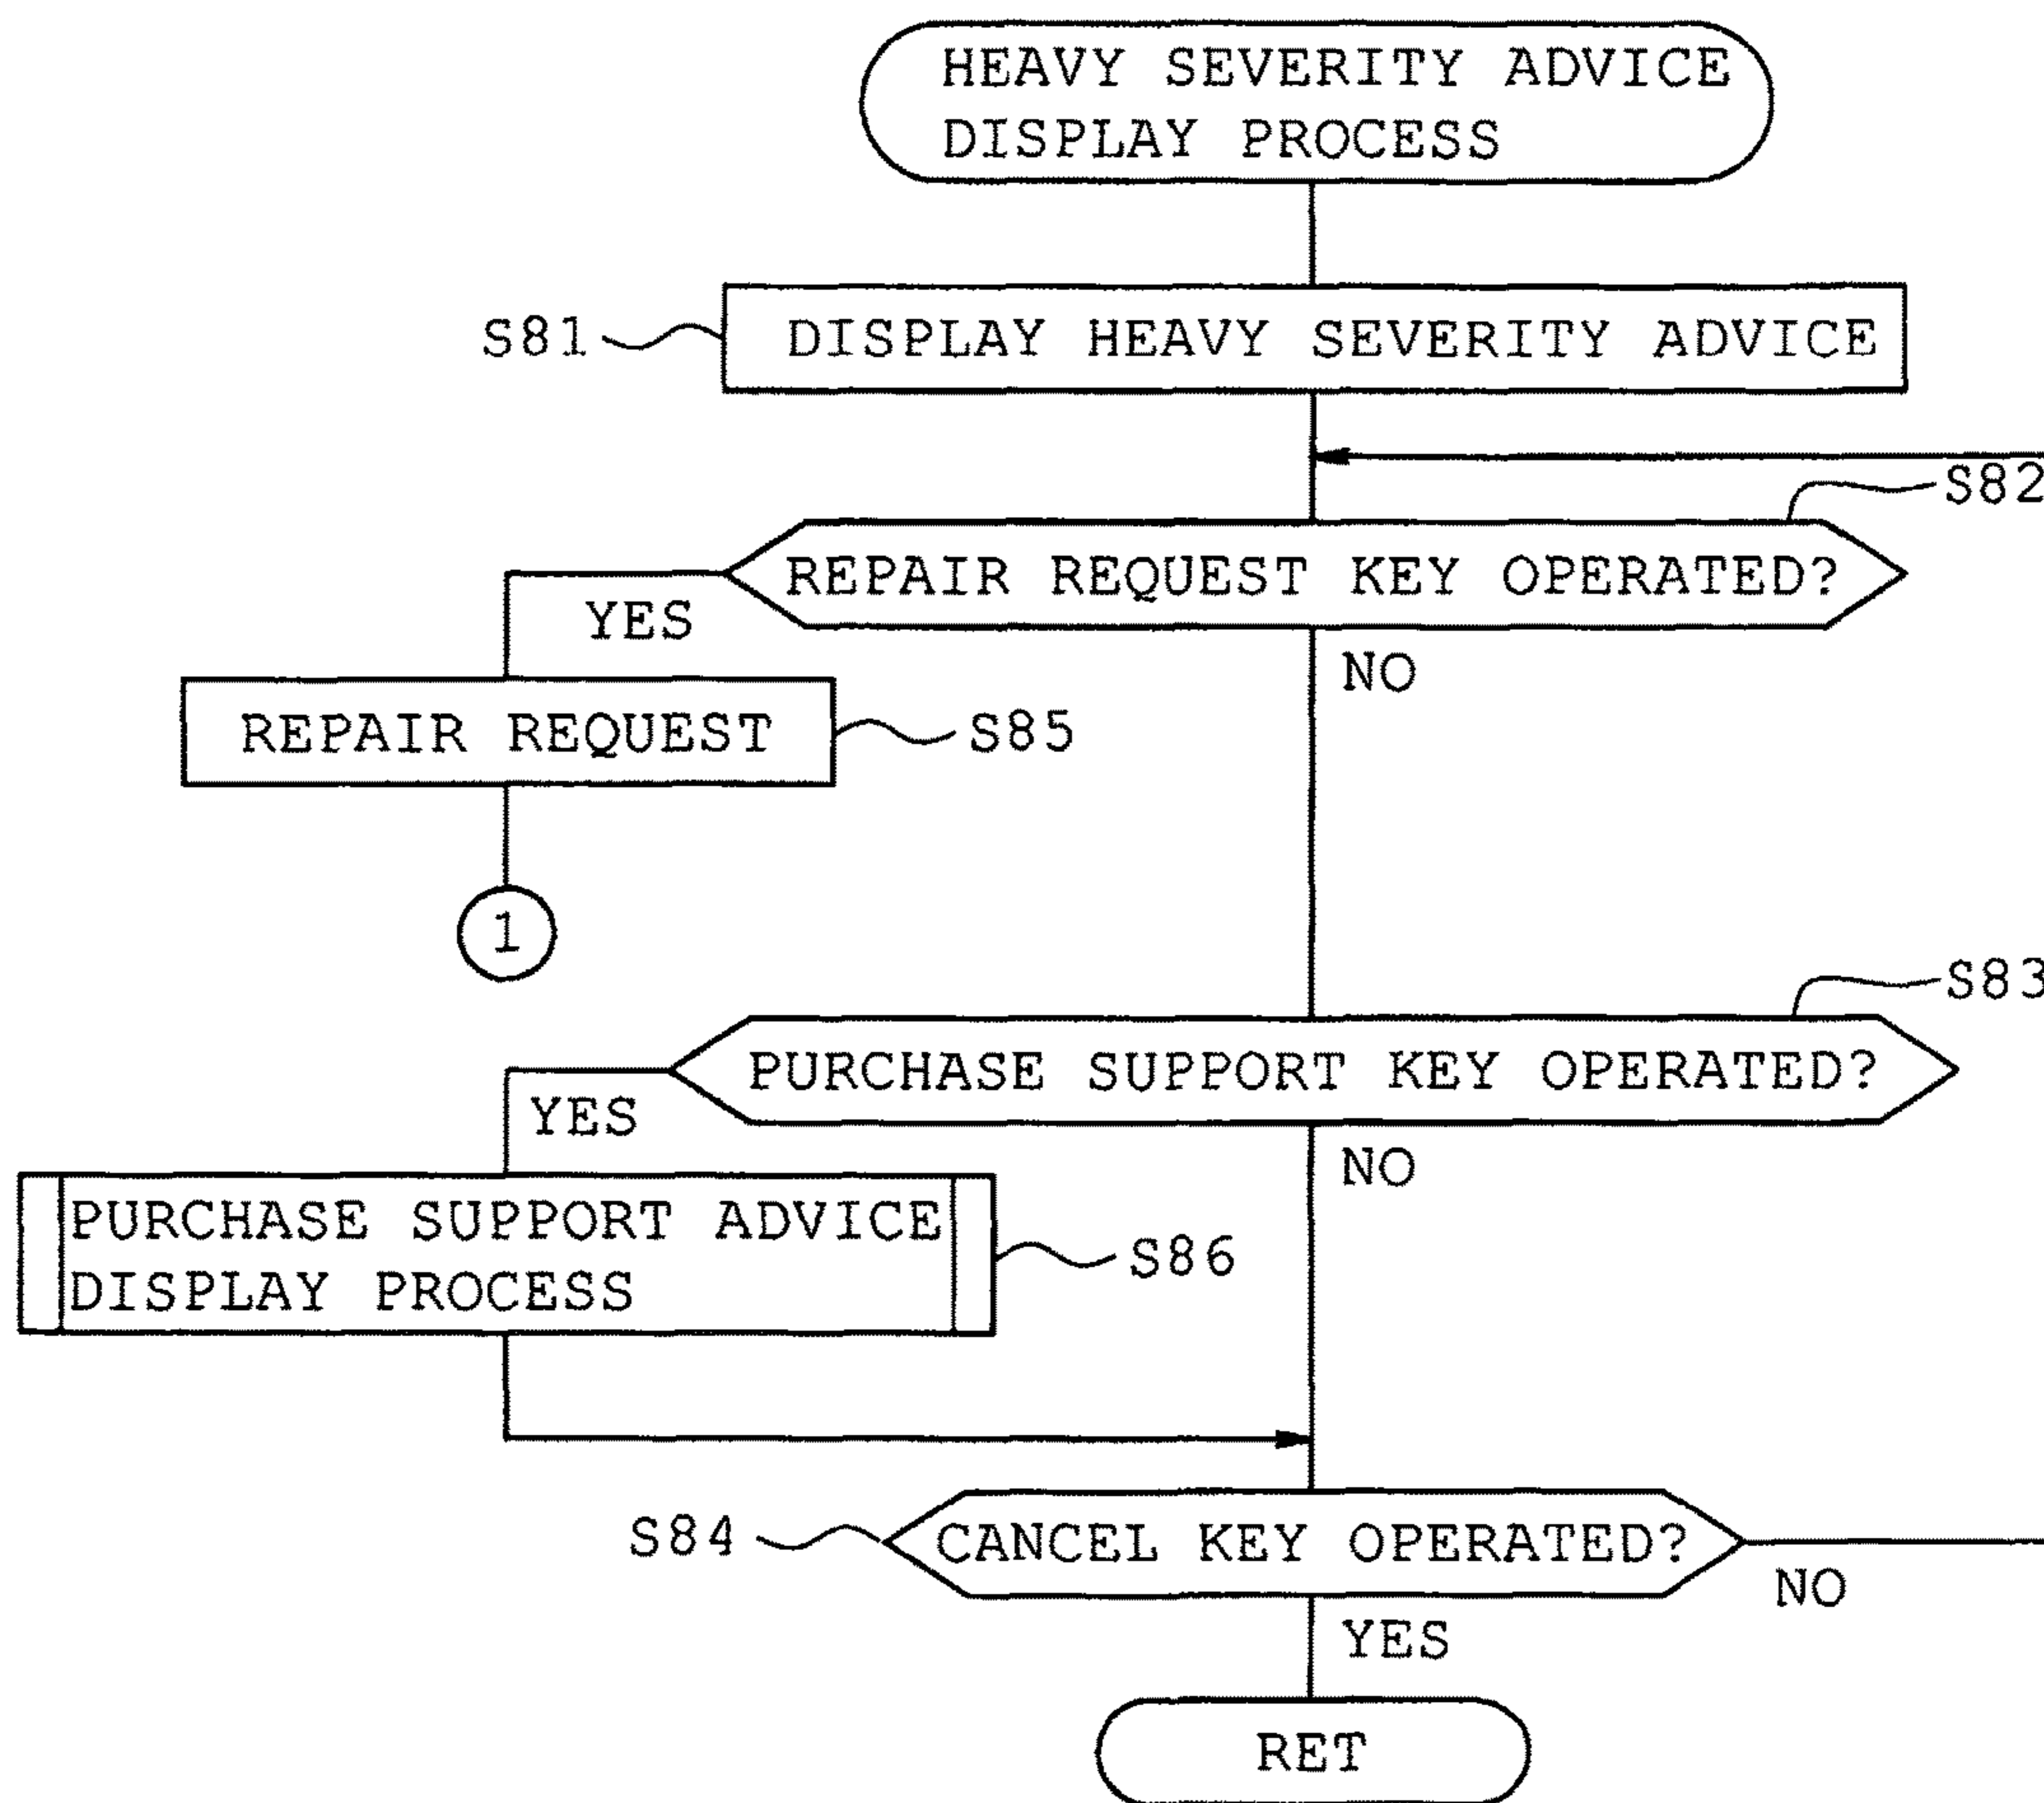 HEAVY SEVERITY ADVICE
DISPLAY PROCESS
S81
DISPLAY HEAVY SEVERITY ADVICE
S82
REPAIR REQUEST KEY OPERATED?
YES
NO
REPAIR REQUEST
S85
1
S83
PURCHASE SUPPORT KEY OPERATED?
YES
NO
PURCHASE SUPPORT ADVICE
DISPLAY PROCESS
S86
S84
CANCEL KEY OPERATED?
NO
YES
RET